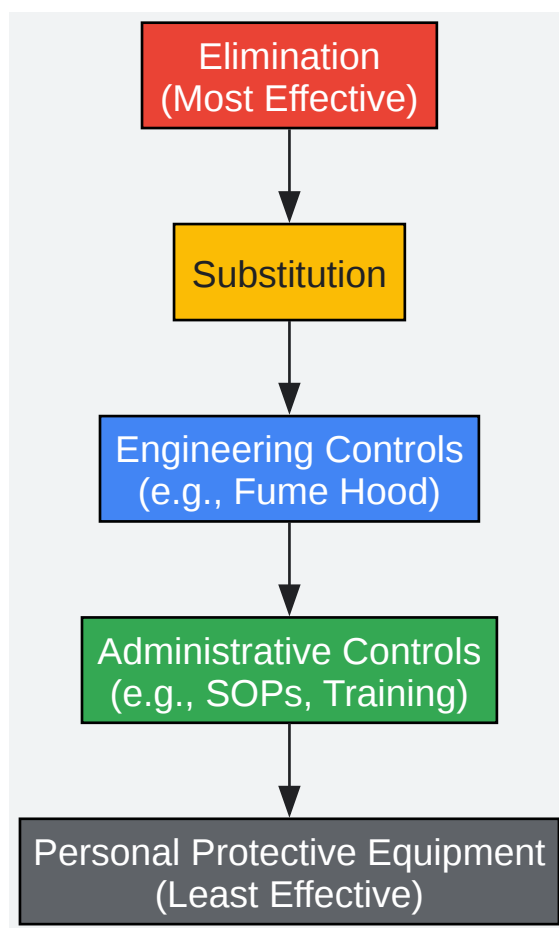 Elimination
(Most Effective)
Substitution
Engineering Controls
(e.g., Fume Hood)
Administrative Controls
(e.g., SOPs, Training)
Personal Protective Equipment
(Least Effective)